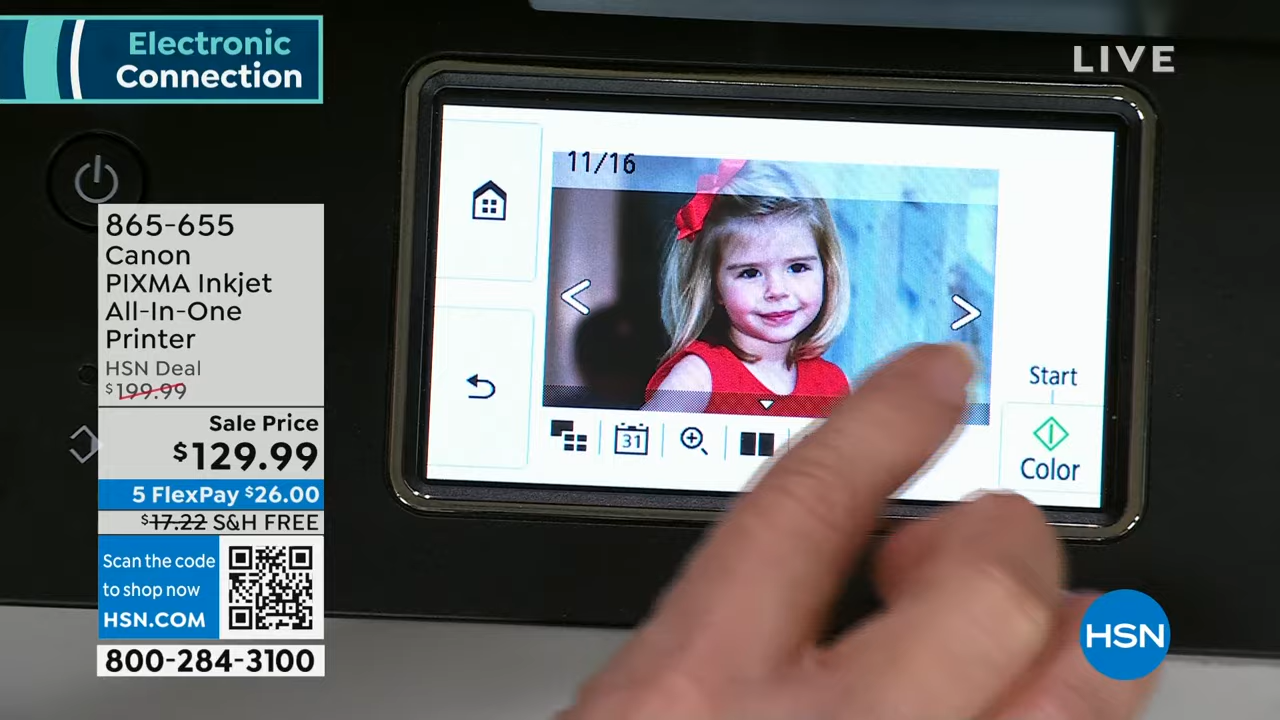 Electronic
Connection
LIVE
11/16
865-655
Canon
PIXMA Inkjet
All-In-One
Printer
HSN Deal
$199.99
Sale Price
$129.99
5 FlexPay $26.00
$17.22 S&H FREE
Scan the code
to shop now
HSN.COM
800-284-3100
31
Start
Color
HSN